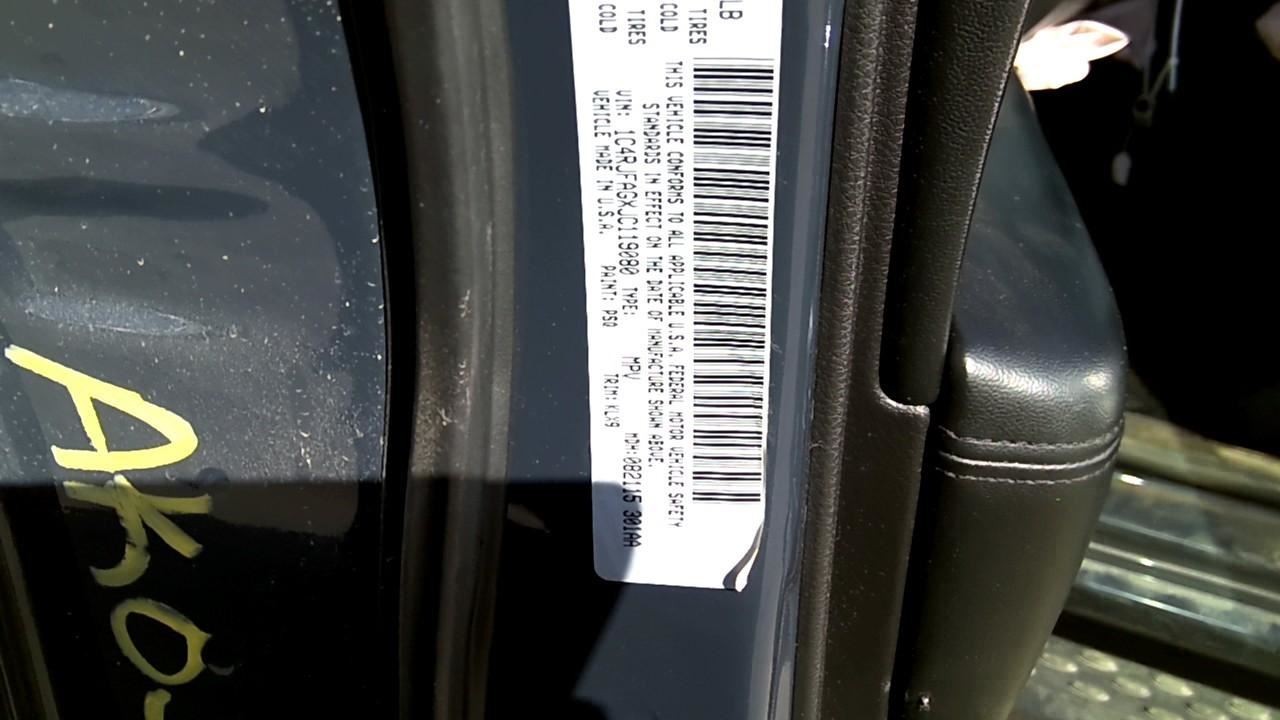 LB
TIRES COLD
TIRES COLD
THIS VEHICLE CONFORMS TO ALL APPLICABLE U.S.A. FEDERAL MOTOR VEHICLE SAFETY
STANDARDS IN EFFECT ON THE DATE OF MANUFACTURE SHOWN ABOVE.
VIN: 1C4RJFAGXJC119080 TYPE: MPV MDH:082115 301AA
VEHICLE MADE IN U.S.A. PAINT: PSQ TRIM:KLX9
AK0